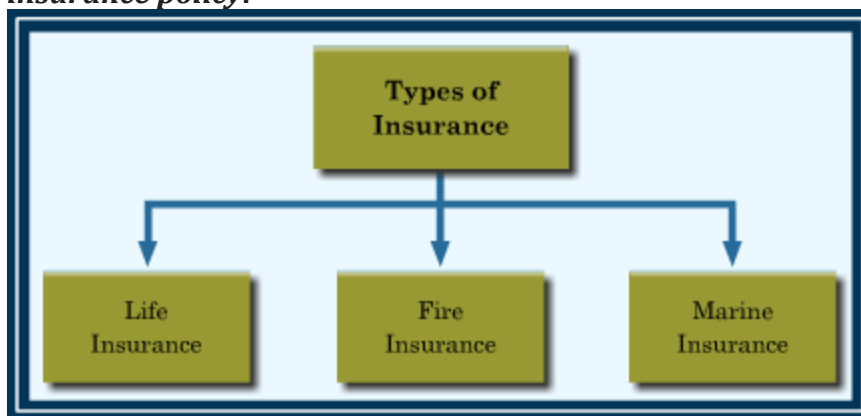 insurance policy.
Types of
Insurance
Life
Insurance
Fire
Insurance
Marine
Insurance